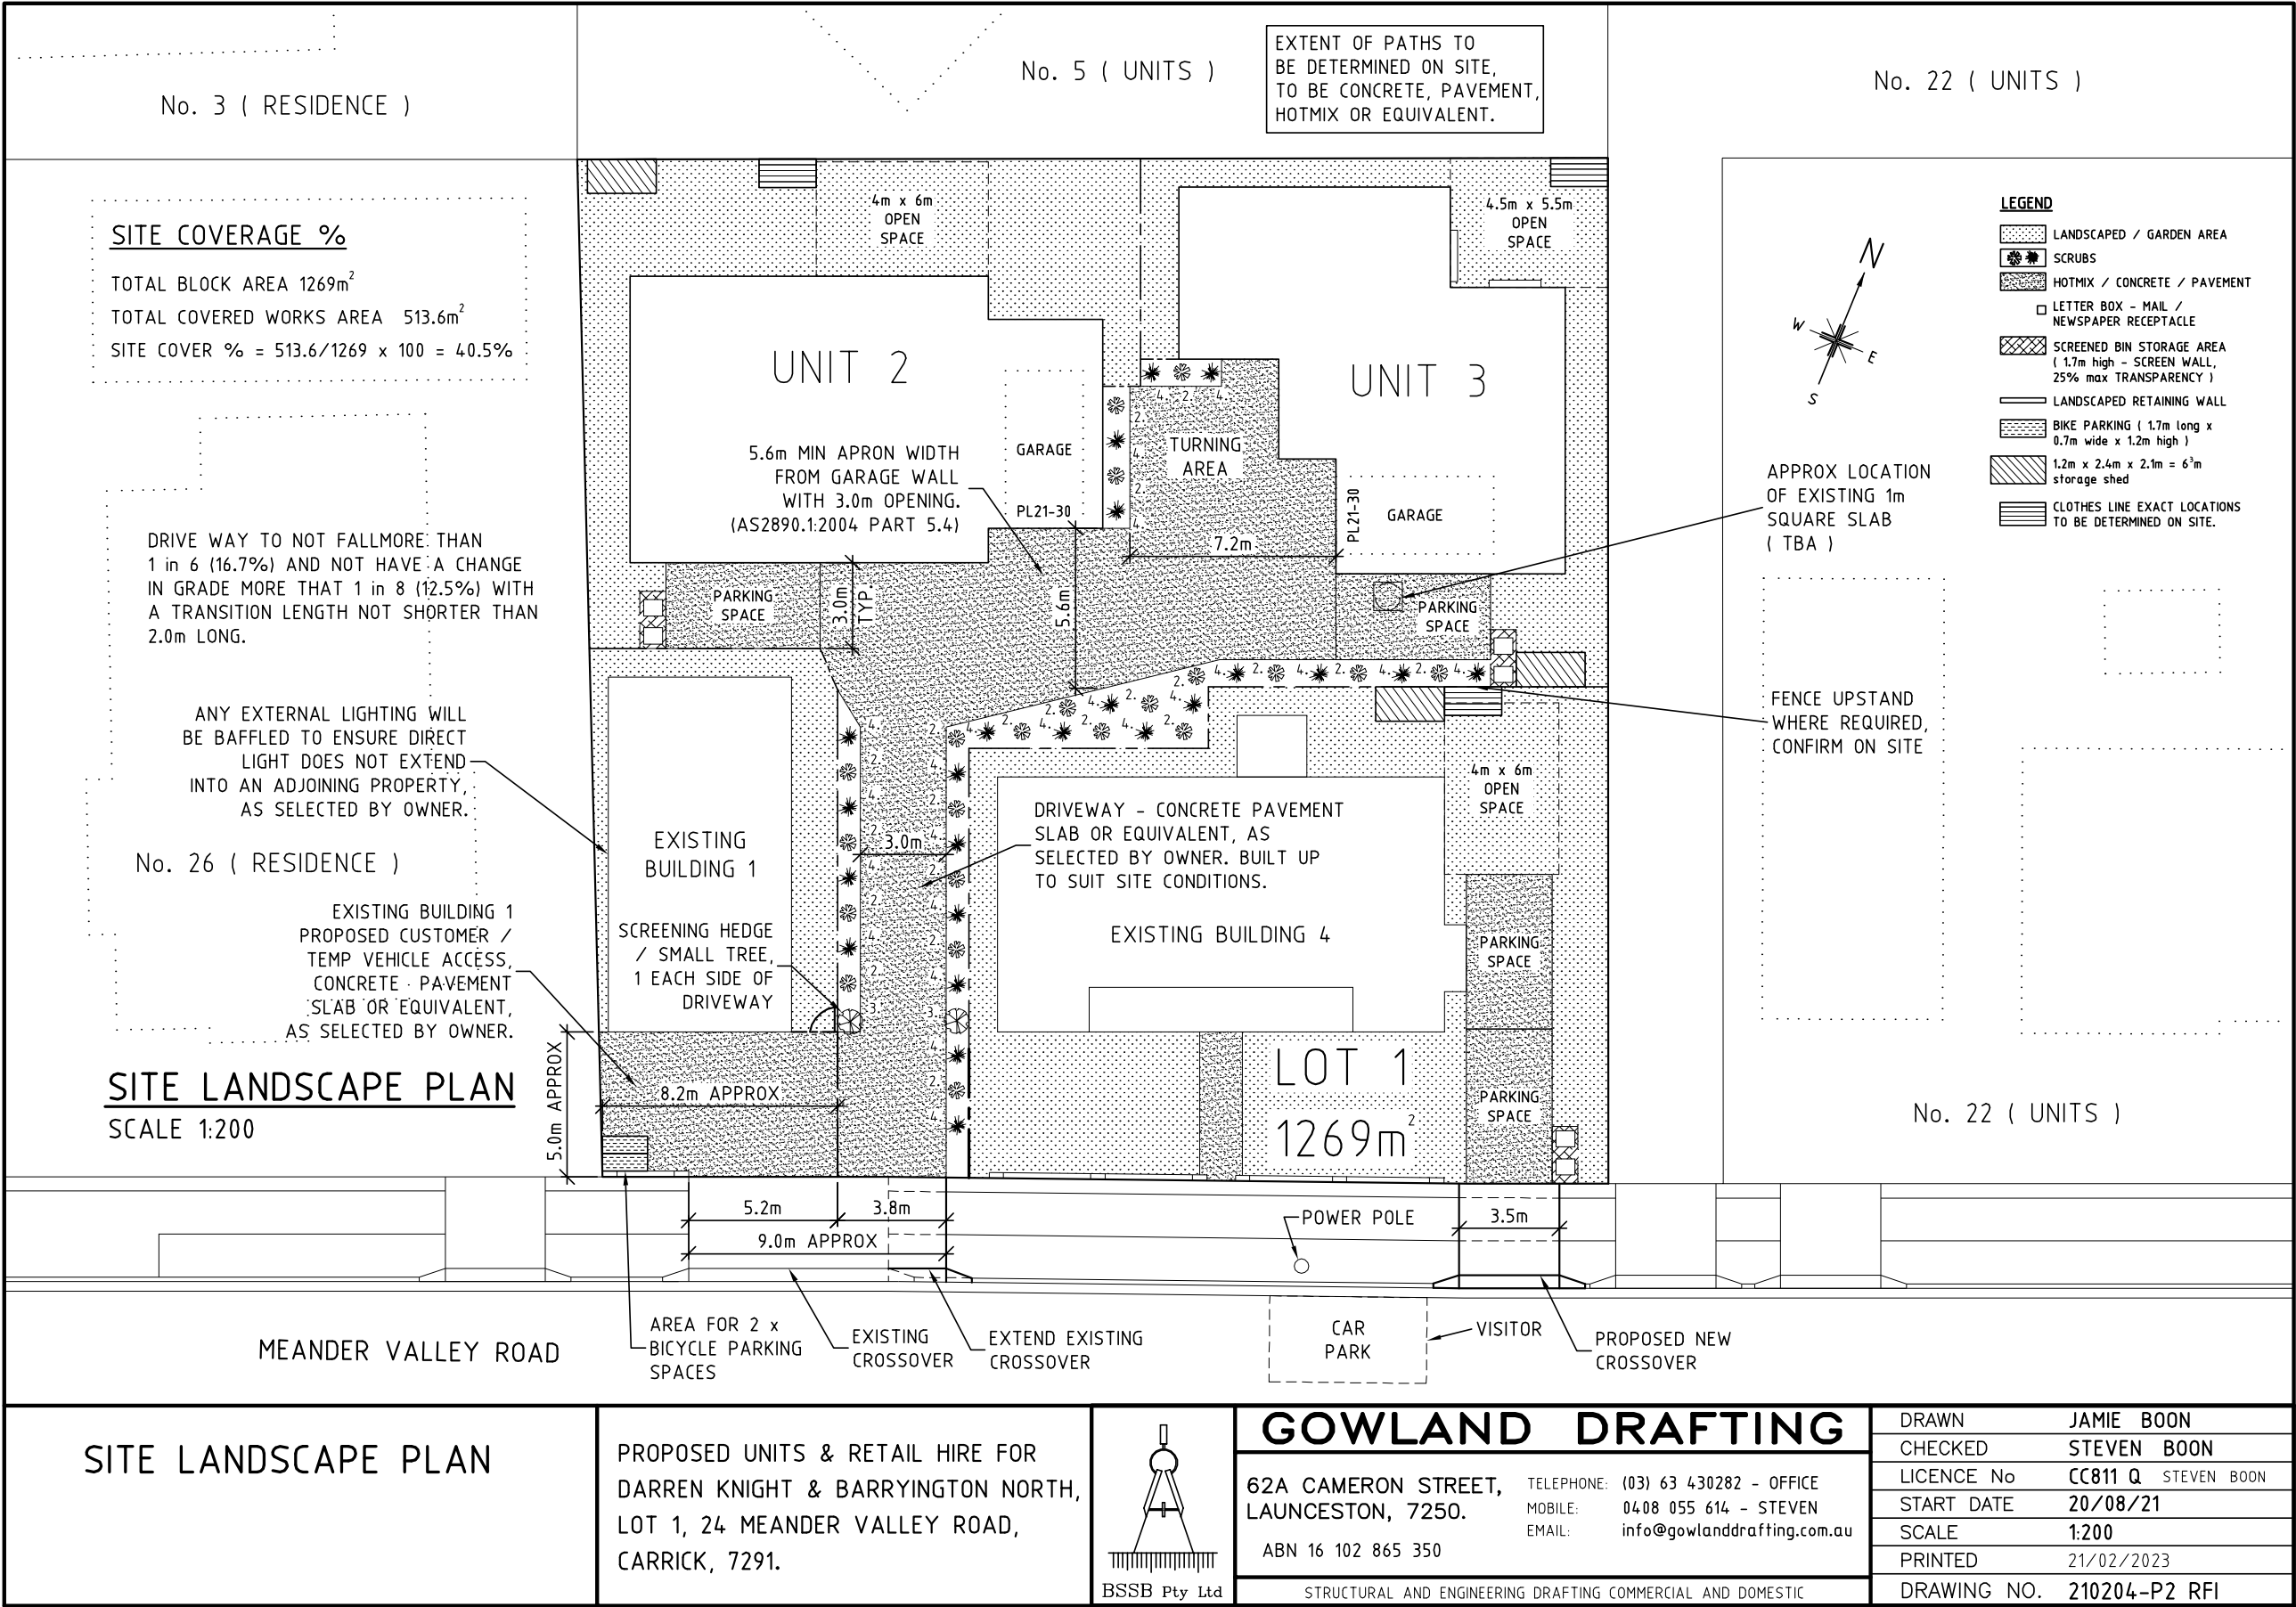 No. 3 ( RESIDENCE )
No. 5 ( UNITS )
EXTENT OF PATHS TO
BE DETERMINED ON SITE,
TO BE CONCRETE, PAVEMENT,
HOTMIX OR EQUIVALENT.
No. 22 ( UNITS )
SITE COVERAGE %
TOTAL BLOCK AREA 1269m²
TOTAL COVERED WORKS AREA 513.6m²
SITE COVER % = 513.6/1269 x 100 = 40.5%
4m x 6m
OPEN
SPACE
4.5m x 5.5m
OPEN
SPACE
N
W
E
S
LEGEND
LANDSCAPED / GARDEN AREA
SCRUBS
HOTMIX / CONCRETE / PAVEMENT
LETTER BOX - MAIL /
NEWSPAPER RECEPTACLE
SCREENED BIN STORAGE AREA
( 1.7m high - SCREEN WALL,
25% max TRANSPARENCY )
LANDSCAPED RETAINING WALL
BIKE PARKING ( 1.7m long x
0.7m wide x 1.2m high )
1.2m x 2.4m x 2.1m = 6³m
storage shed
CLOTHES LINE EXACT LOCATIONS
TO BE DETERMINED ON SITE.
UNIT 2
UNIT 3
GARAGE
PL21-30
5.6m MIN APRON WIDTH
FROM GARAGE WALL
WITH 3.0m OPENING.
(AS2890.1:2004 PART 5.4)
TURNING
AREA
7.2m
PL21-30
GARAGE
APPROX LOCATION
OF EXISTING 1m
SQUARE SLAB
( TBA )
DRIVE WAY TO NOT FALLMORE THAN
1 in 6 (16.7%) AND NOT HAVE A CHANGE
IN GRADE MORE THAT 1 in 8 (12.5%) WITH
A TRANSITION LENGTH NOT SHORTER THAN
2.0m LONG.
PARKING
SPACE
3.0m
TYP.
5.6m
PARKING
SPACE
ANY EXTERNAL LIGHTING WILL
BE BAFFLED TO ENSURE DIRECT
LIGHT DOES NOT EXTEND
INTO AN ADJOINING PROPERTY,
AS SELECTED BY OWNER.
FENCE UPSTAND
WHERE REQUIRED,
CONFIRM ON SITE
4m x 6m
OPEN
SPACE
DRIVEWAY - CONCRETE PAVEMENT
SLAB OR EQUIVALENT, AS
SELECTED BY OWNER. BUILT UP
TO SUIT SITE CONDITIONS.
EXISTING
BUILDING 1
3.0m
No. 26 ( RESIDENCE )
EXISTING BUILDING 4
EXISTING BUILDING 1
PROPOSED CUSTOMER /
TEMP VEHICLE ACCESS,
CONCRETE PAVEMENT
SLAB OR EQUIVALENT,
AS SELECTED BY OWNER.
SCREENING HEDGE
/ SMALL TREE,
1 EACH SIDE OF
DRIVEWAY
PARKING
SPACE
SITE LANDSCAPE PLAN
SCALE 1:200
5.0m APPROX
8.2m APPROX
LOT 1
1269m²
PARKING
SPACE
No. 22 ( UNITS )
5.2m
3.8m
9.0m APPROX
POWER POLE
3.5m
MEANDER VALLEY ROAD
AREA FOR 2 x
BICYCLE PARKING
SPACES
EXISTING
CROSSOVER
EXTEND EXISTING
CROSSOVER
CAR
PARK
VISITOR
PROPOSED NEW
CROSSOVER
SITE LANDSCAPE PLAN
PROPOSED UNITS & RETAIL HIRE FOR
DARREN KNIGHT & BARRYINGTON NORTH,
LOT 1, 24 MEANDER VALLEY ROAD,
CARRICK, 7291.
BSSB Pty Ltd
GOWLAND DRAFTING
62A CAMERON STREET,
LAUNCESTON, 7250.
ABN 16 102 865 350
TELEPHONE: (03) 63 430282 - OFFICE
MOBILE: 0408 055 614 - STEVEN
EMAIL: info@gowlanddrafting.com.au
STRUCTURAL AND ENGINEERING DRAFTING COMMERCIAL AND DOMESTIC
DRAWN JAMIE BOON
CHECKED STEVEN BOON
LICENCE No CC811 Q STEVEN BOON
START DATE 20/08/21
SCALE 1:200
PRINTED 21/02/2023
DRAWING NO. 210204-P2 RFI